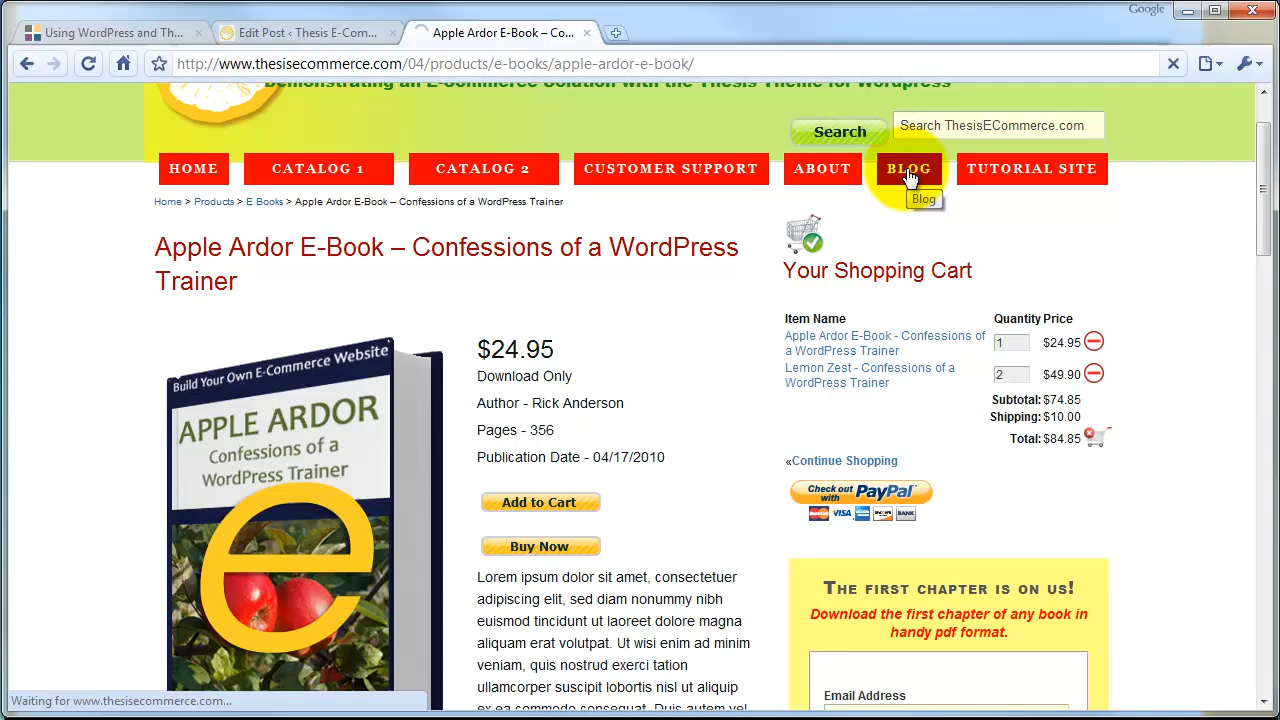 Google
Using WordPress and Th...
Edit Post ‹ Thesis E-Com...
Apple Ardor E-Book – Co...
http://www.thesisecommerce.com/04/products/e-books/apple-ardor-e-book/
Demonstrating an E-Commerce Solution with the Thesis Theme for Wordpress
Search
Search ThesisECommerce.com
HOME
CATALOG 1
CATALOG 2
CUSTOMER SUPPORT
ABOUT
BLOG
TUTORIAL SITE
Blog
Home > Products > E Books > Apple Ardor E-Book – Confessions of a WordPress Trainer
Apple Ardor E-Book – Confessions of a WordPress
Trainer
Build Your Own E-Commerce Website
APPLE ARDOR
Confessions of a
WordPress Trainer
e
$24.95
Download Only
Author - Rick Anderson
Pages - 356
Publication Date - 04/17/2010
Add to Cart
Buy Now
Lorem ipsum dolor sit amet, consectetuer
adipiscing elit, sed diam nonummy nibh
euismod tincidunt ut laoreet dolore magna
aliquam erat volutpat. Ut wisi enim ad minim
veniam, quis nostrud exerci tation
ullamcorper suscipit lobortis nisl ut aliquip
ex ea commodo consequat. Duis autem vel
Your Shopping Cart
Item Name Quantity Price
Apple Ardor E-Book - Confessions of
a WordPress Trainer
1 $24.95
Lemon Zest - Confessions of a
WordPress Trainer
2 $49.90
Subtotal: $74.85
Shipping: $10.00
Total: $84.85
«Continue Shopping
Check out with PayPal
MasterCard VISA DISCOVER BANK
THE FIRST CHAPTER IS ON US!
Download the first chapter of any book in
handy pdf format.
Email Address
Waiting for www.thesisecommerce.com...